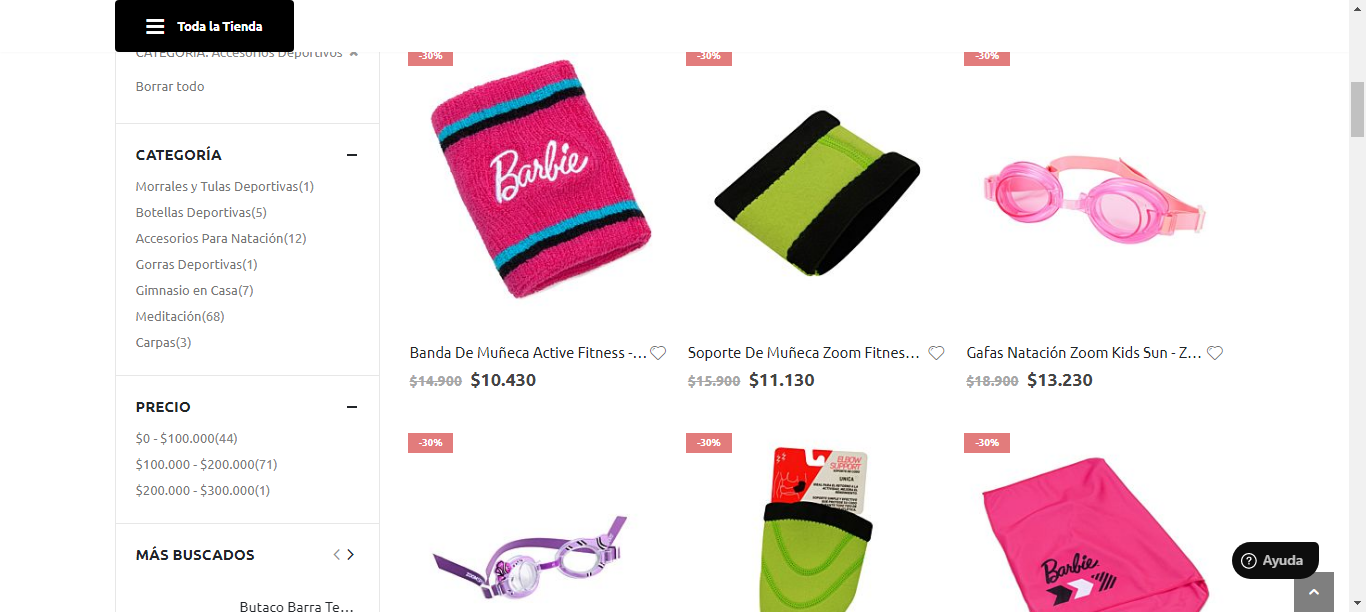 Toda la Tienda
CATEGORÍA: Accesorios Deportivos ×
Borrar todo
CATEGORÍA
Morrales y Tulas Deportivas(1)
Botellas Deportivas(5)
Accesorios Para Natación(12)
Gorras Deportivas(1)
Gimnasio en Casa(7)
Meditación(68)
Carpas(3)
PRECIO
$0 - $100.000(44)
$100.000 - $200.000(71)
$200.000 - $300.000(1)
MÁS BUSCADOS
Butaco Barra Te...
-30%
-30%
-30%
Barbie
Banda De Muñeca Active Fitness -...
$14.900 $10.430
Soporte De Muñeca Zoom Fitnes...
$15.900 $11.130
Gafas Natación Zoom Kids Sun - Z...
$18.900 $13.230
-30%
-30%
-30%
ELBOW
SUPPORT
UNICA
Barbie
Ayuda